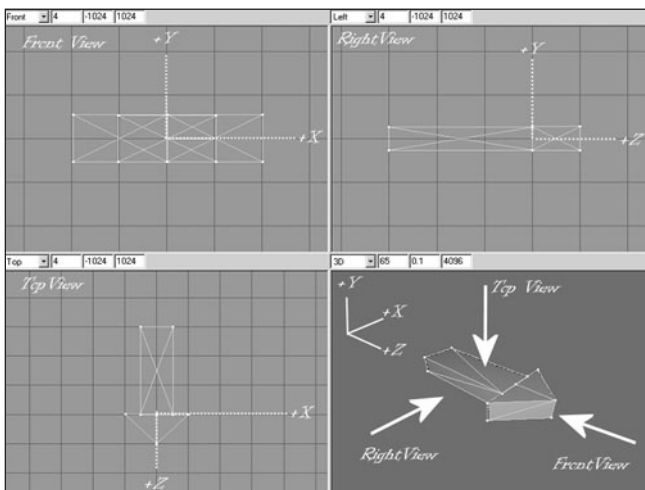 Front 4 -1024 1024
Front View
+Y
+X
Left 4 -1024 1024
Right View
+Y
+Z
Top 4 -1024 1024
Top View
+X
+Z
3D 65 0.1 4096
+Y
+X
+Z
Top View
Right View
Front View